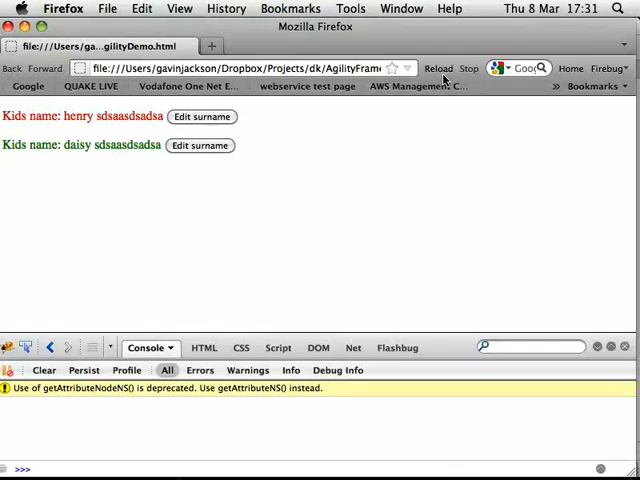 Firefox File Edit View History Bookmarks Tools Window Help Thu 8 Mar 17:31
Mozilla Firefox
file:///Users/ga...gilityDemo.html
Back Forward file:///Users/gavinjackson/Dropbox/Projects/dk/AgilityFrame Reload Stop Goo Home Firebug
Google QUAKE LIVE Vodafone One Net E... webservice test page AWS Management C... » Bookmarks
Kids name: henry sdsaasdsadsa Edit surname
Kids name: daisy sdsaasdsadsa Edit surname
Console HTML CSS Script DOM Net Flashbug
Clear Persist Profile All Errors Warnings Info Debug Info
Use of getAttributeNodeNS() is deprecated. Use getAttributeNS() instead.
>>>